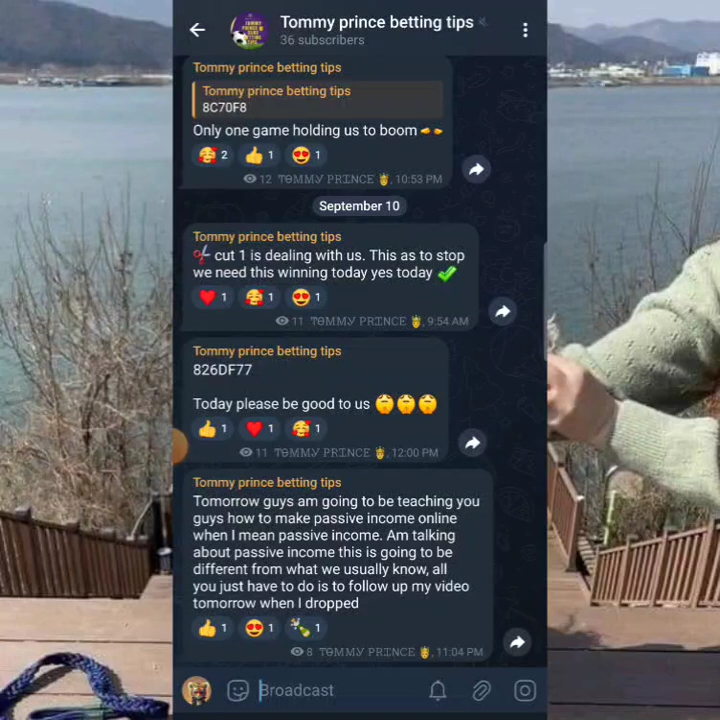 Tommy prince betting tips
36 subscribers
Tommy prince betting tips
Tommy prince betting tips
8C70F8
Only one game holding us to boom
2 1 1
12 TOMMY PRINCE🤴, 10:53 PM
September 10
Tommy prince betting tips
✂️ cut 1 is dealing with us. This as to stop
we need this winning today yes today ✅
1 1 1
11 TOMMY PRINCE🤴, 9:54 AM
Tommy prince betting tips
826DF77
Today please be good to us
1 1 1
11 TOMMY PRINCE🤴, 12:00 PM
Tommy prince betting tips
Tomorrow guys am going to be teaching you
guys how to make passive income online
when I mean passive income. Am talking
about passive income this is going to be
different from what we usually know, all
you just have to do is to follow up my video
tomorrow when I dropped
1 1 1
8 TOMMY PRINCE🤴, 11:04 PM
Broadcast